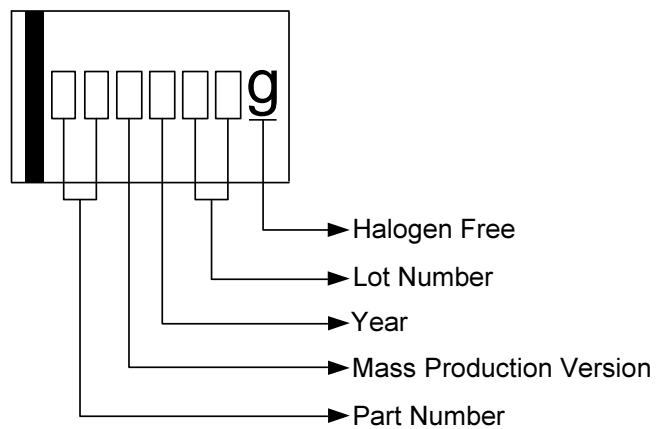 g
Halogen Free
Lot Number
Year
Mass Production Version
Part Number